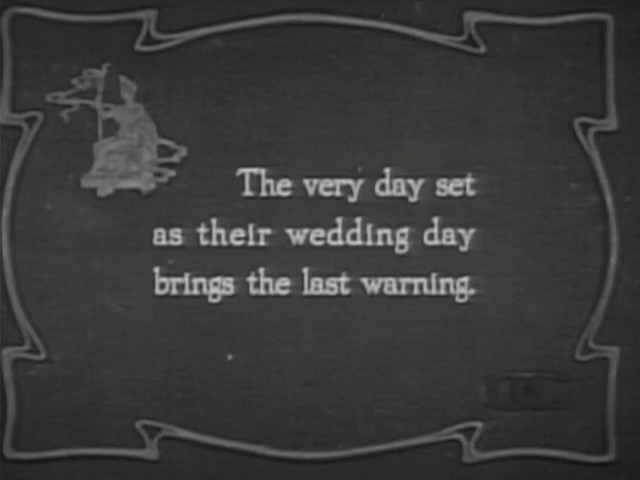 The very day set
as their wedding day
brings the last warning.